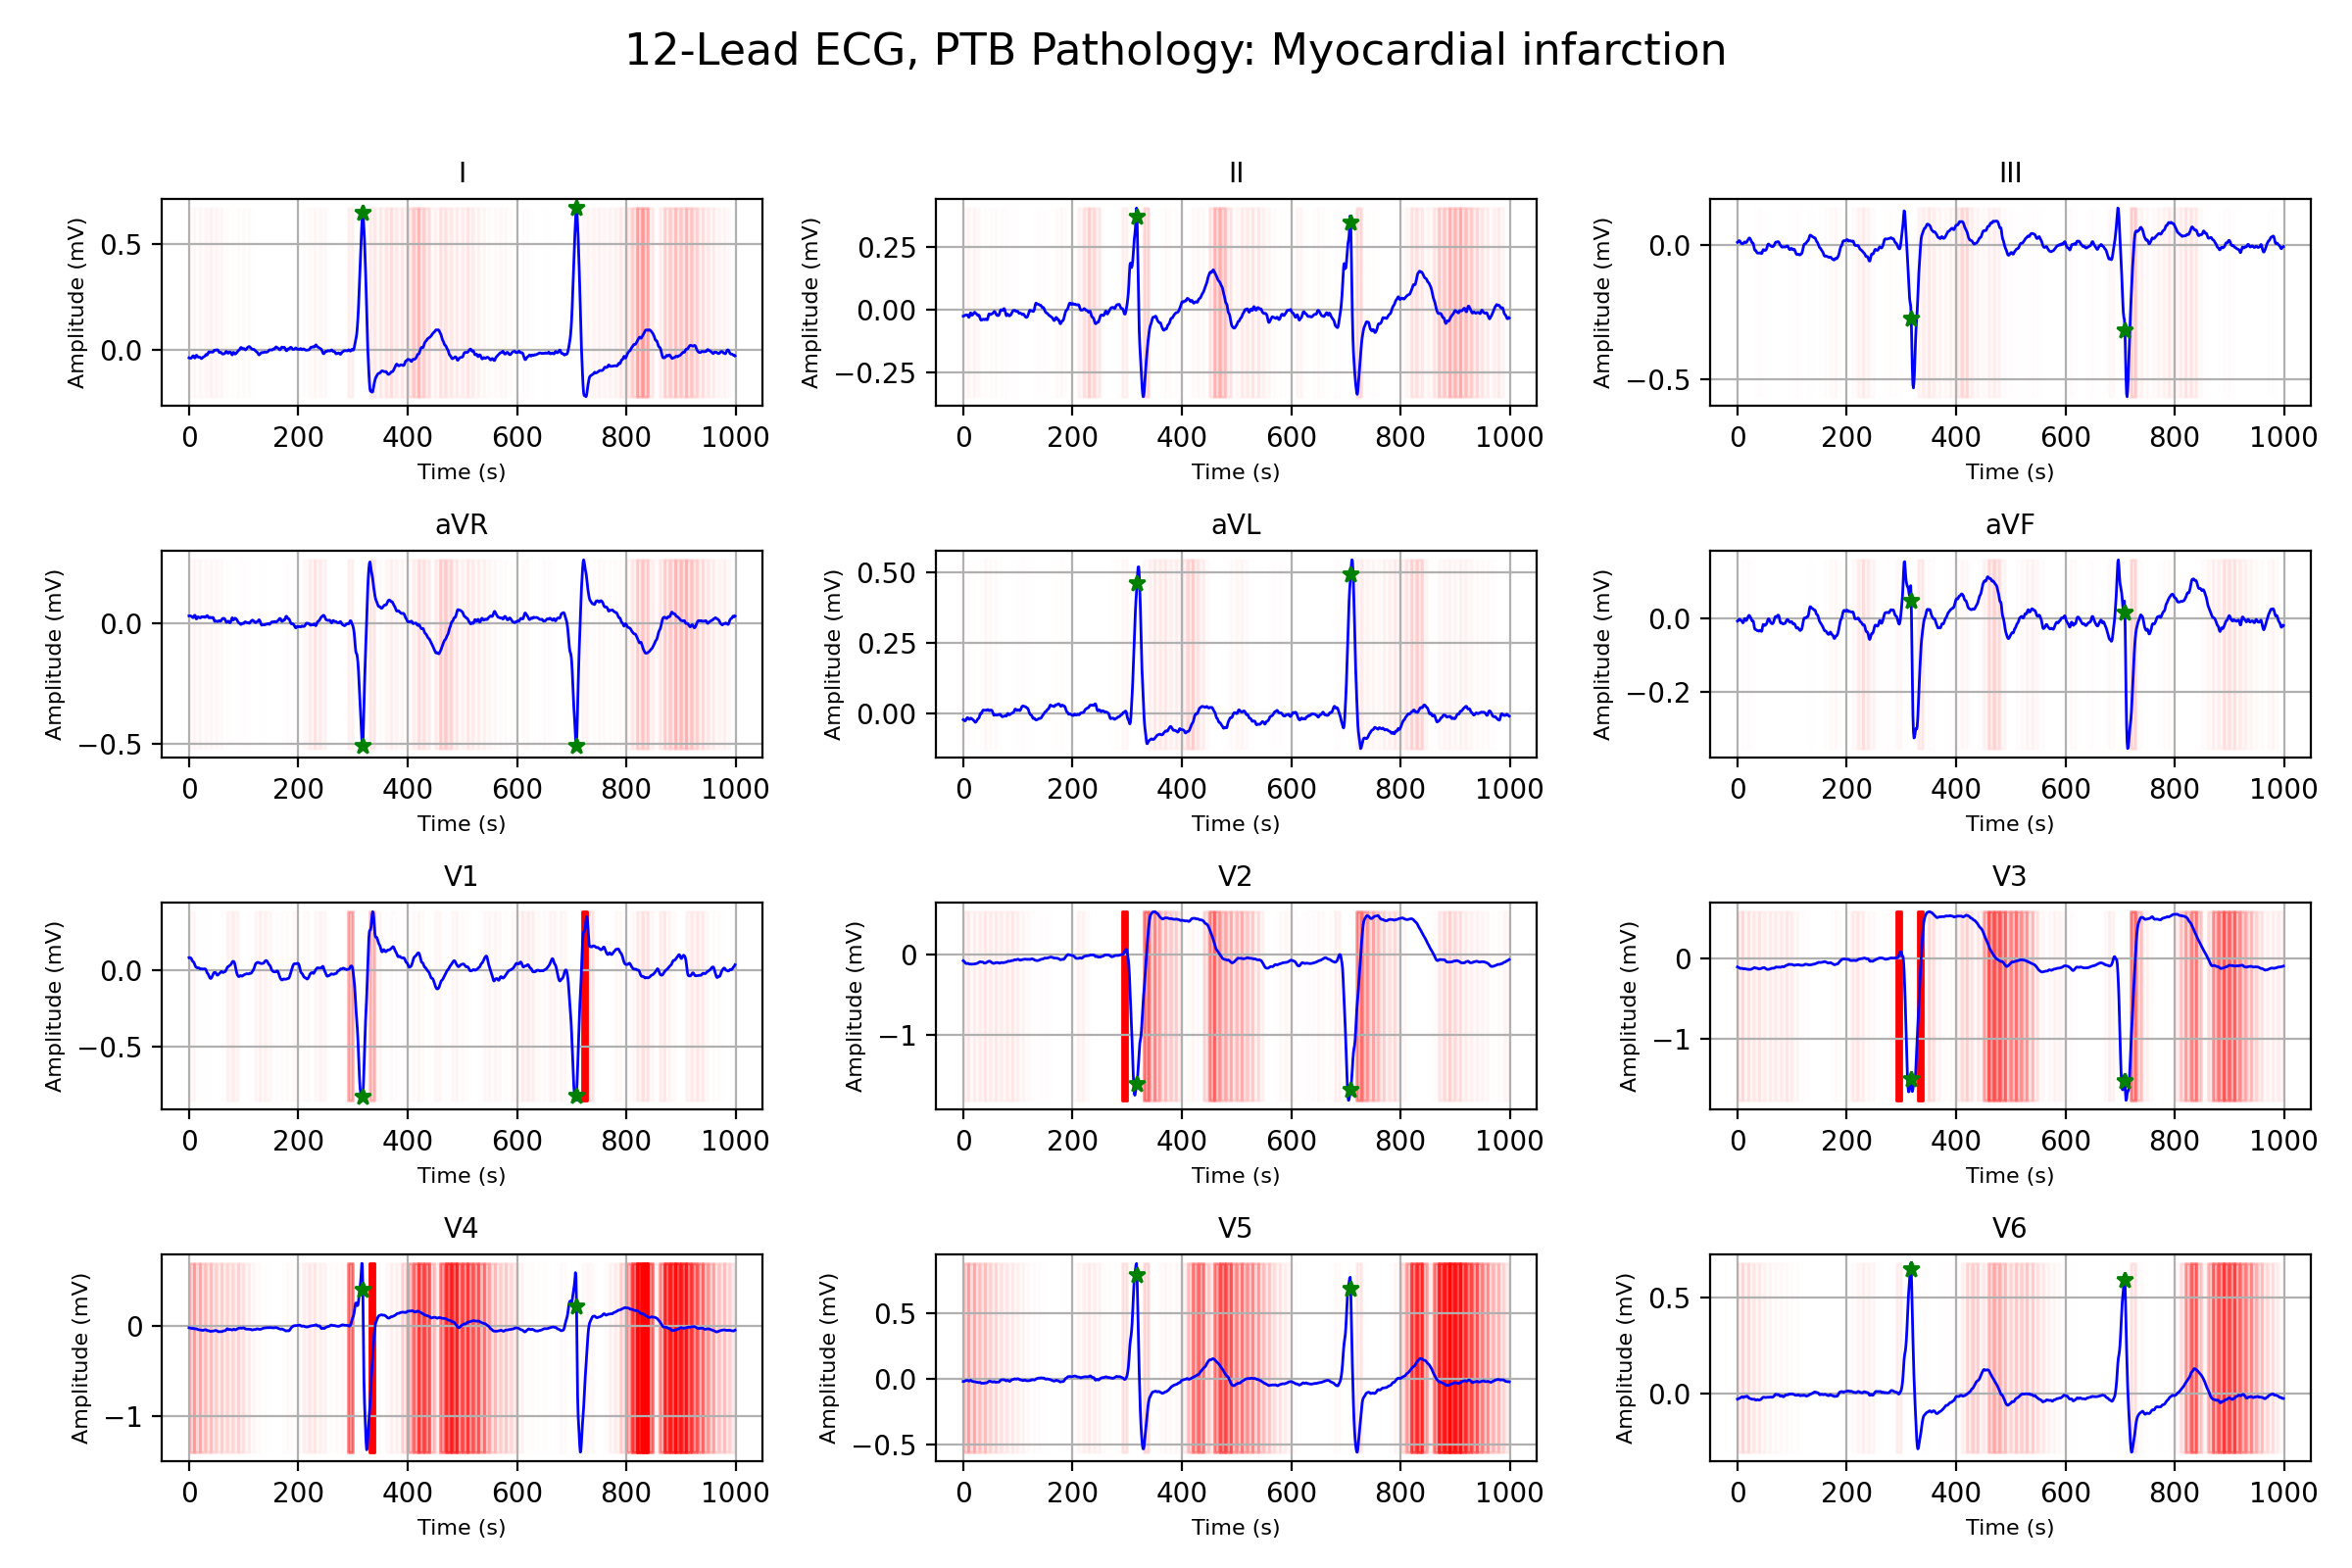 12-Lead ECG, PTB Pathology: Myocardial infarction
I
Amplitude (mV)
0.5
0.0
0 200 400 600 800 1000
Time (s)
II
Amplitude (mV)
0.25
0.00
−0.25
0 200 400 600 800 1000
Time (s)
III
Amplitude (mV)
0.0
−0.5
0 200 400 600 800 1000
Time (s)
aVR
Amplitude (mV)
0.0
−0.5
0 200 400 600 800 1000
Time (s)
aVL
Amplitude (mV)
0.50
0.25
0.00
0 200 400 600 800 1000
Time (s)
aVF
Amplitude (mV)
0.0
−0.2
0 200 400 600 800 1000
Time (s)
V1
Amplitude (mV)
0.0
−0.5
0 200 400 600 800 1000
Time (s)
V2
Amplitude (mV)
0
−1
0 200 400 600 800 1000
Time (s)
V3
Amplitude (mV)
0
−1
0 200 400 600 800 1000
Time (s)
V4
Amplitude (mV)
0
−1
0 200 400 600 800 1000
Time (s)
V5
Amplitude (mV)
0.5
0.0
−0.5
0 200 400 600 800 1000
Time (s)
V6
Amplitude (mV)
0.5
0.0
0 200 400 600 800 1000
Time (s)